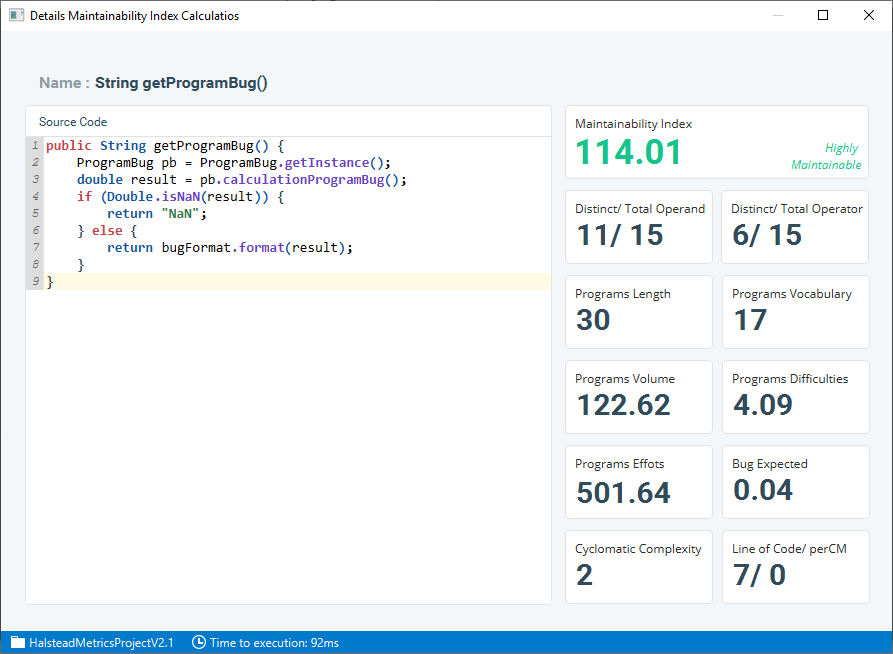 Details Maintainability Index Calculatios
Name : String getProgramBug()
Source Code
1 public String getProgramBug() {
2     ProgramBug pb = ProgramBug.getInstance();
3     double result = pb.calculationProgramBug();
4     if (Double.isNaN(result)) {
5         return "NaN";
6     } else {
7         return bugFormat.format(result);
8     }
9 }
Maintainability Index
114.01
Highly
Maintainable
Distinct/ Total Operand
11/ 15
Distinct/ Total Operator
6/ 15
Programs Length
30
Programs Vocabulary
17
Programs Volume
122.62
Programs Difficulties
4.09
Programs Effots
501.64
Bug Expected
0.04
Cyclomatic Complexity
2
Line of Code/ perCM
7/ 0
HalsteadMetricsProjectV2.1
Time to execution: 92ms